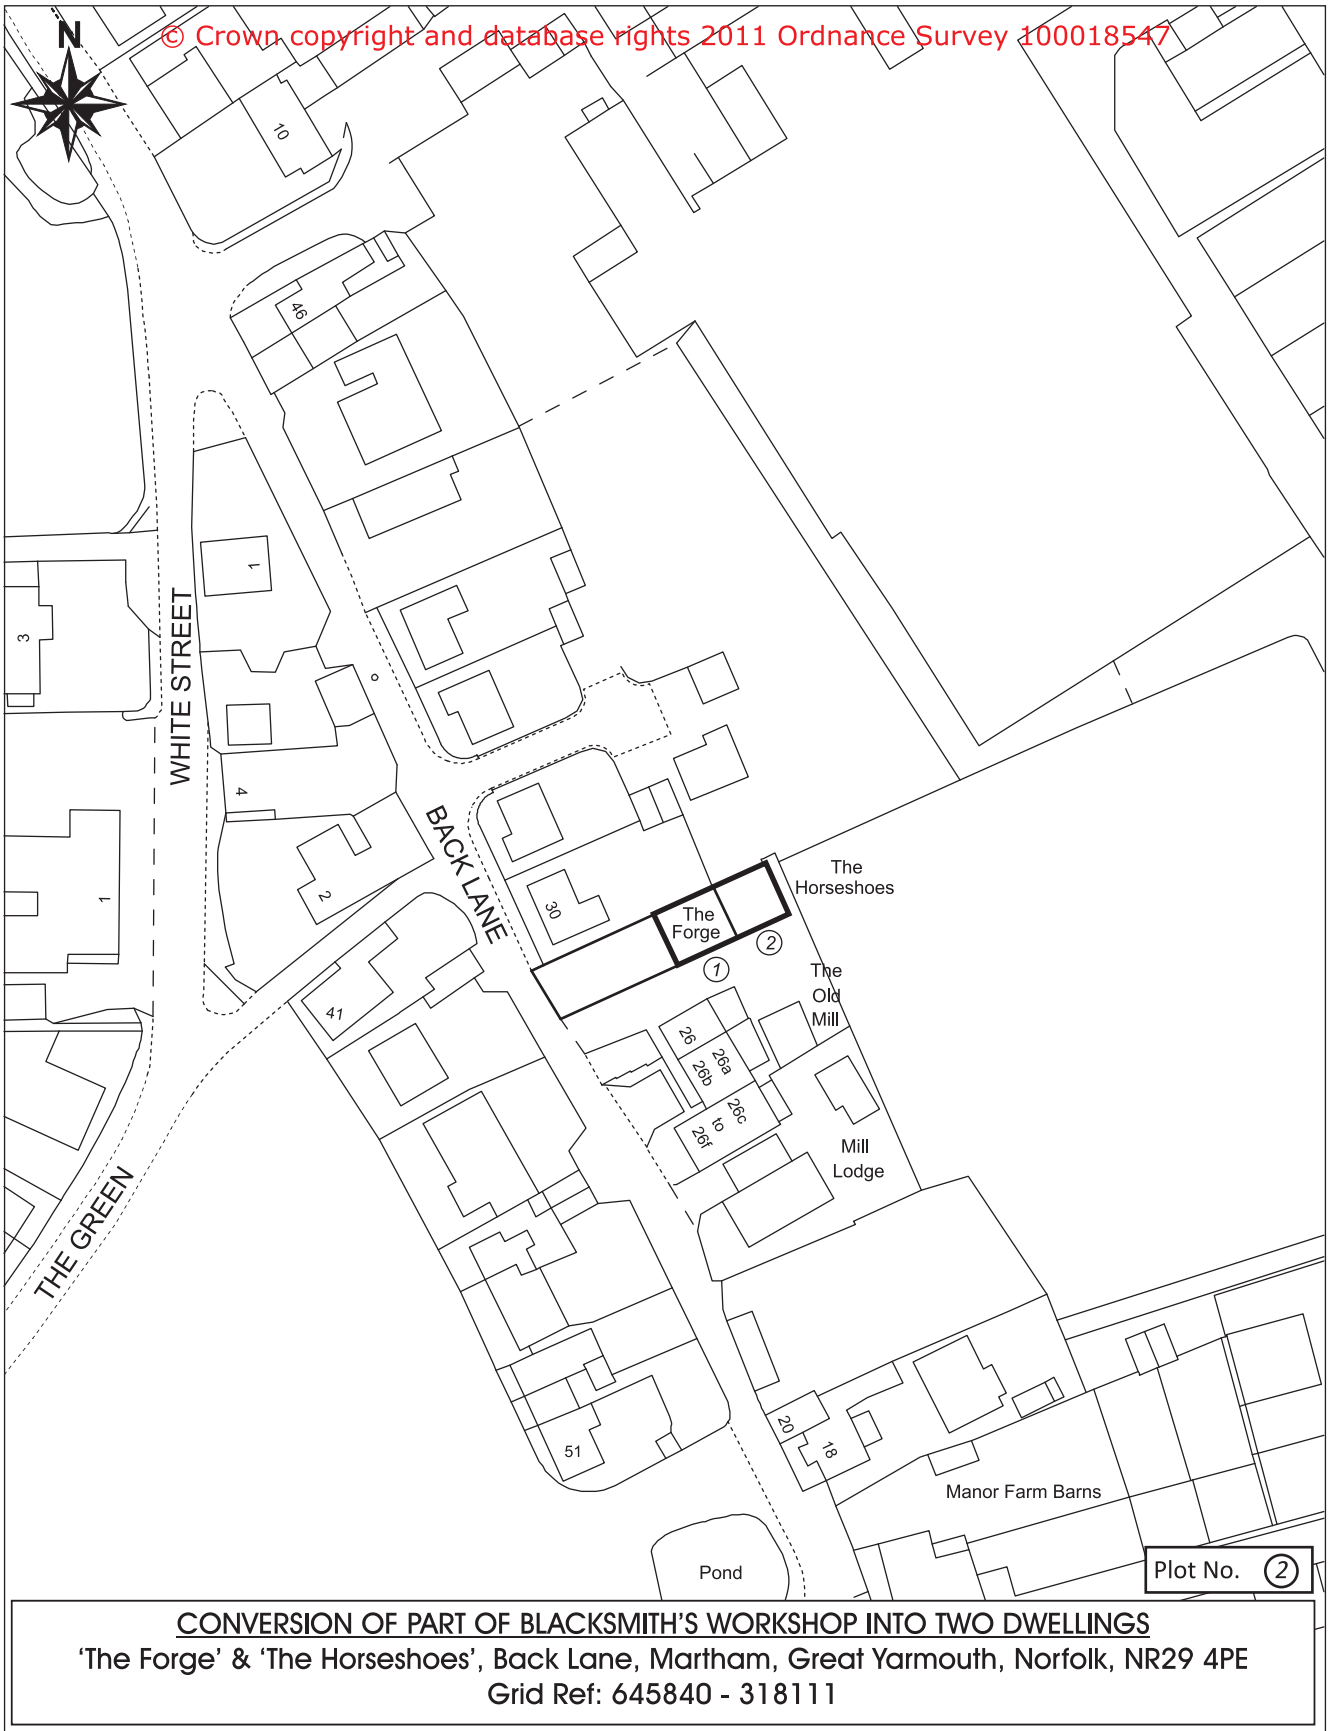 N
© Crown copyright and database rights 2011 Ordnance Survey 100018547
10
46
1
3
WHITE STREET
4
2
1
BACK LANE
30
The
Forge
The
Horseshoes
2
1
The
Old
Mill
41
26
26a
26b
26c
to
26f
Mill
Lodge
THE GREEN
20
18
51
Manor Farm Barns
Pond
Plot No. 2
CONVERSION OF PART OF BLACKSMITH'S WORKSHOP INTO TWO DWELLINGS
'The Forge' & 'The Horseshoes', Back Lane, Martham, Great Yarmouth, Norfolk, NR29 4PE
Grid Ref: 645840 - 318111